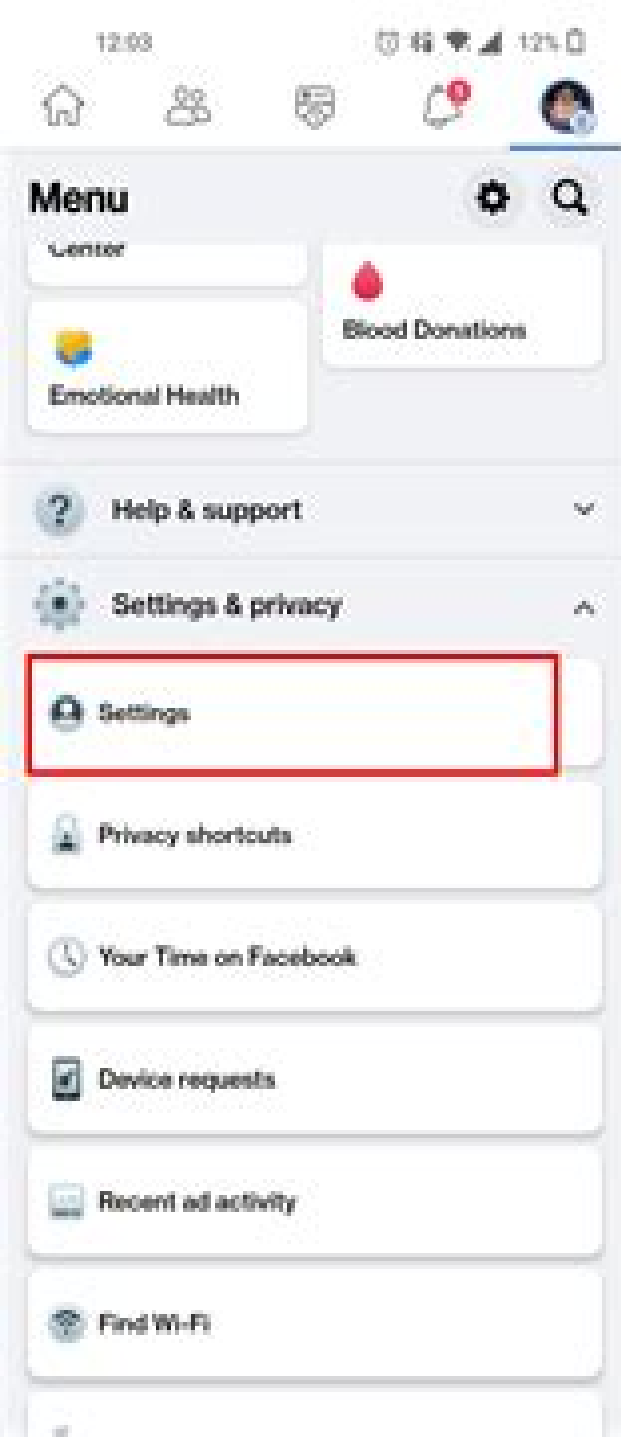 12:03
12%
Menu
Center
Blood Donations
Emotional Health
Help & support
Settings & privacy
Settings
Privacy shortcuts
Your Time on Facebook
Device requests
Recent ad activity
Find Wi-Fi